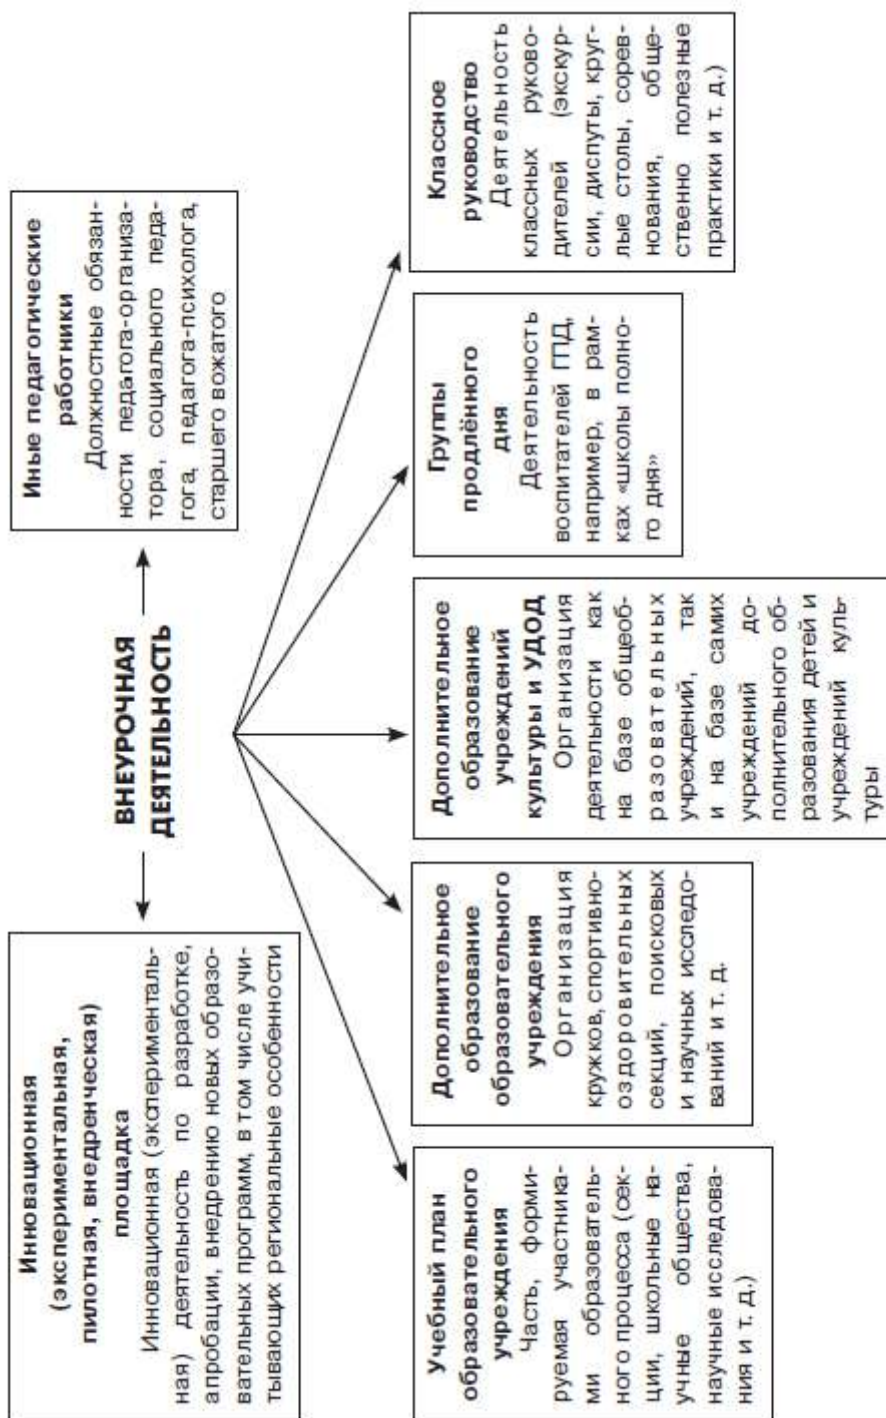 Инновационная
(экспериментальная,
пилотная, внедренческая)
площадка
Инновационная (эксперименталь-
ная) деятельность по разработке,
апробации, внедрению новых образо-
вательных программ, в том числе учи-
тывающих региональные особенности
ВНЕУРОЧНАЯ
ДЕЯТЕЛЬНОСТЬ
Иные педагогические
работники
Должностные обязан-
ности педагога-организа-
тора, социального педа-
гога, педагога-психолога,
старшего вожатого
Учебный план
образовательного
учреждения
Часть, форми-
руемая участника-
ми образователь-
ного процесса (сек-
ции, школьные на-
учные общества,
научные исследова-
ния и т. д.)
Дополнительное
образование
образовательного
учреждения
Организация
кружков, спортивно-
оздоровительных
секций, поисковых
и научных исследо-
ваний и т. д.
Дополнительное
образование
учреждений
культуры и УДОД
Организация
деятельности как
на базе общеоб-
разовательных
учреждений, так
и на базе самих
учреждений до-
полнительного об-
разования детей и
учреждений куль-
туры
Группы
продлённого
дня
Деятельность
воспитателей ГПД,
например, в рам-
ках «школы полно-
го дня»
Классное
руководство
Деятельность
классных руково-
дителей (экскур-
сии, диспуты, круг-
лые столы, сорев-
нования, обще-
ственно полезные
практики и т. д.)